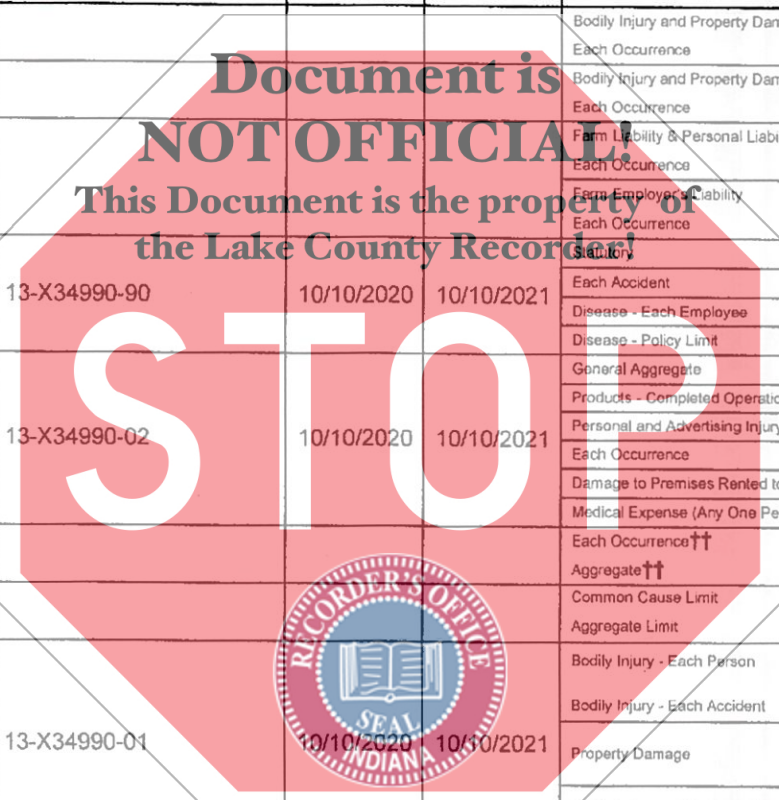 Bodily Injury and Property Dam
Each Occurrence
Bodily Injury and Property Dam
Each Occurrence
Farm Liability & Personal Liabi
Each Occurrence
Farm Employer's Liability
Each Occurrence
Statutory
Document is
NOT OFFICIAL!
This Document is the property of
the Lake County Recorder!
STOP
13-X34990-90 10/10/2020 10/10/2021
Each Accident
Disease - Each Employee
Disease - Policy Limit
13-X34990-02 10/10/2020 10/10/2021
General Aggregate
Products - Completed Operatio
Personal and Advertising Injury
Each Occurrence
Damage to Premises Rented to
Medical Expense (Any One Pe
Each Occurrence††
Aggregate††
Common Cause Limit
Aggregate Limit
RECORDER'S OFFICE
SEAL
INDIANA
13-X34990-01 10/10/2020 10/10/2021
Bodily Injury - Each Person
Bodily Injury - Each Accident
Property Damage